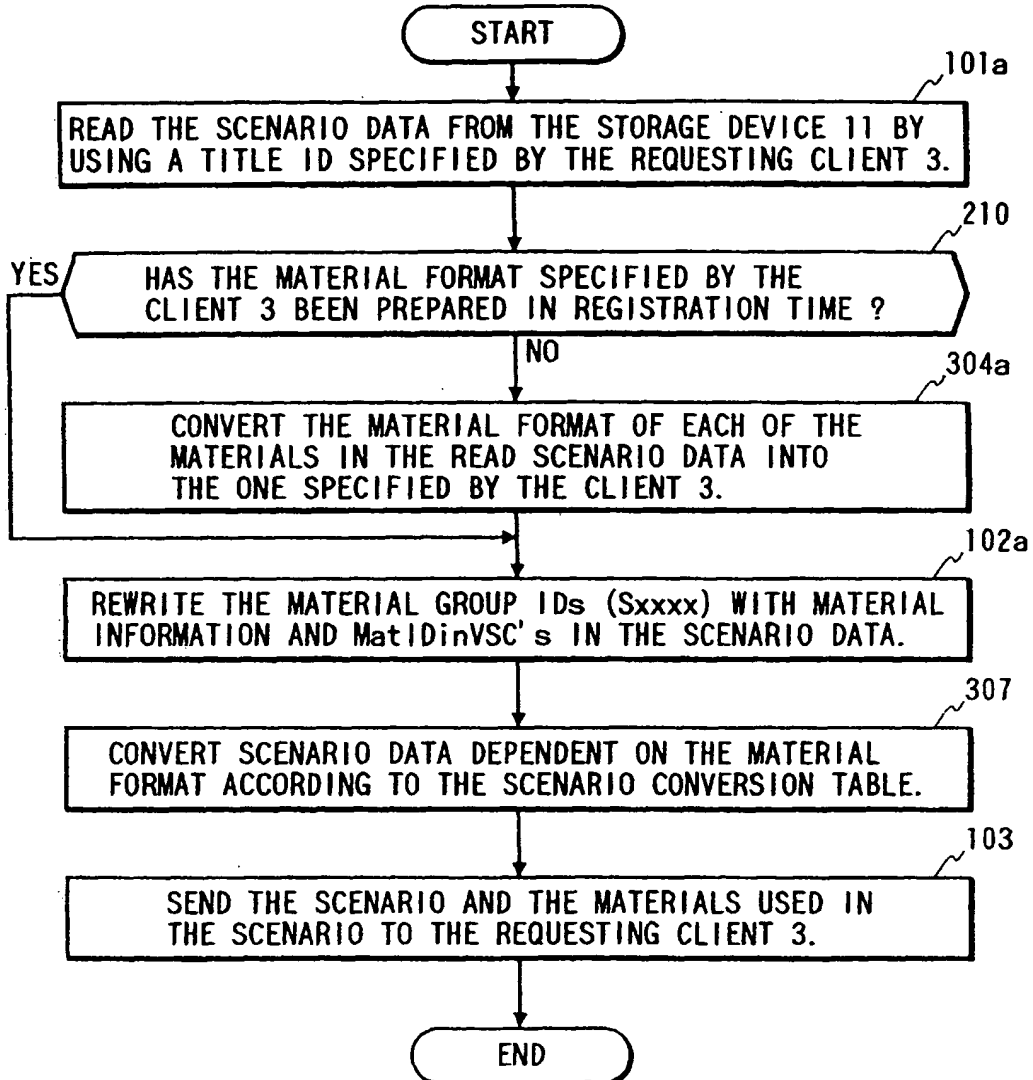 START
101a
READ THE SCENARIO DATA FROM THE STORAGE DEVICE 11 BY
USING A TITLE ID SPECIFIED BY THE REQUESTING CLIENT 3.
210
YES
HAS THE MATERIAL FORMAT SPECIFIED BY THE
CLIENT 3 BEEN PREPARED IN REGISTRATION TIME ?
NO
304a
CONVERT THE MATERIAL FORMAT OF EACH OF THE
MATERIALS IN THE READ SCENARIO DATA INTO
THE ONE SPECIFIED BY THE CLIENT 3.
102a
REWRITE THE MATERIAL GROUP IDs (Sxxxx) WITH MATERIAL
INFORMATION AND MatIDinVSC's IN THE SCENARIO DATA.
307
CONVERT SCENARIO DATA DEPENDENT ON THE MATERIAL
FORMAT ACCORDING TO THE SCENARIO CONVERSION TABLE.
103
SEND THE SCENARIO AND THE MATERIALS USED IN
THE SCENARIO TO THE REQUESTING CLIENT 3.
END